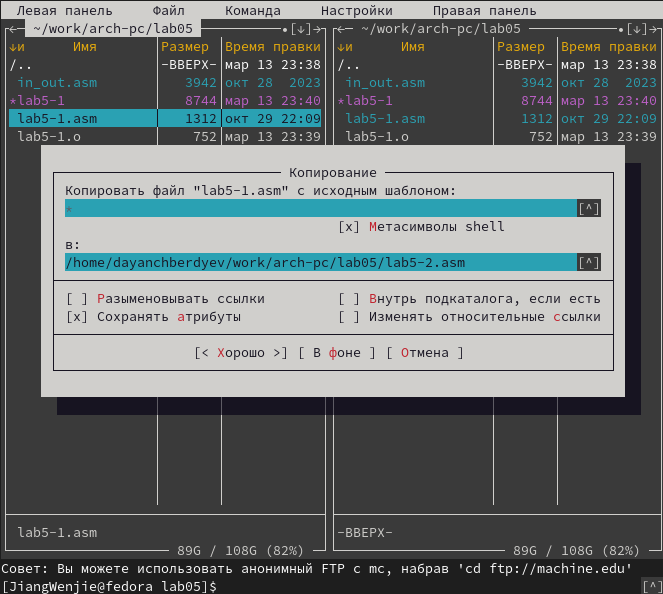 Левая панель Файл Команда Настройки Правая панель
←─ ~/work/arch-pc/lab05 ─•[↓]→ ←─ ~/work/arch-pc/lab05 ─•[↓]→
↓и Имя Размер Время правки ↓и Имя Размер Время правки
/.. -ВВЕРХ- мар 13 23:38 /.. -ВВЕРХ- мар 13 23:38
in_out.asm 3942 окт 28 2023 in_out.asm 3942 окт 28 2023
*lab5-1 8744 мар 13 23:40 *lab5-1 8744 мар 13 23:40
lab5-1.asm 1312 окт 29 22:09 lab5-1.asm 1312 окт 29 22:09
lab5-1.o 752 мар 13 23:39 lab5-1.o 752 мар 13 23:39
Копирование
Копировать файл "lab5-1.asm" с исходным шаблоном:
* [^]
[x] Метасимволы shell
в:
/home/dayanchberdyev/work/arch-pc/lab05/lab5-2.asm [^]
[ ] Разыменовывать ссылки [ ] Внутрь подкаталога, если есть
[x] Сохранять атрибуты [ ] Изменять относительные ссылки
[< Хорошо >] [ В фоне ] [ Отмена ]
lab5-1.asm -ВВЕРХ-
89G / 108G (82%) 89G / 108G (82%)
Совет: Вы можете использовать анонимный FTP с mc, набрав 'cd ftp://machine.edu'
[JiangWenjie@fedora lab05]$ [^]